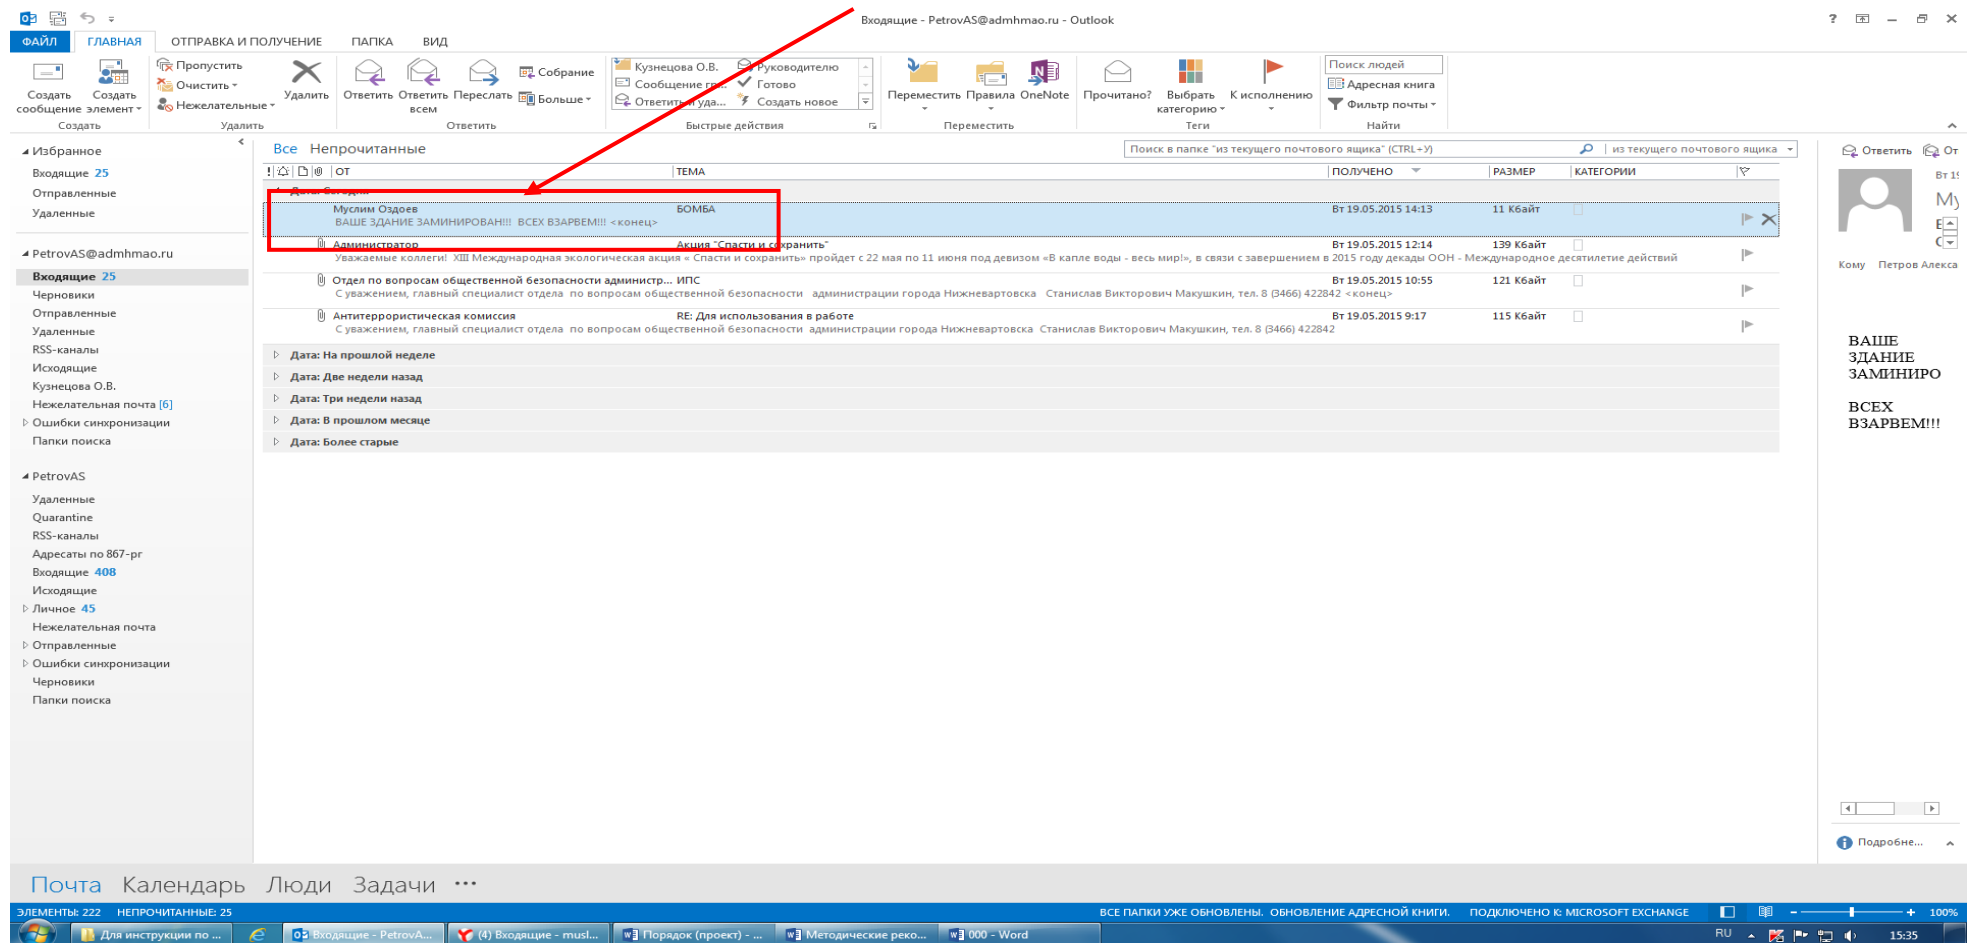 Входящие - PetrovAS@admhmao.ru - Outlook
ФАЙЛ ГЛАВНАЯ ОТПРАВКА И ПОЛУЧЕНИЕ ПАПКА ВИД
Создать сообщение
Создать элемент
Создать
Пропустить
Очистить
Нежелательные
Удалить
Удалить
Ответить
Ответить всем
Переслать
Собрание
Больше
Ответить
Кузнецова О.В.
Сообщение гр...
Ответить и уда...
Руководителю
Готово
Создать новое
Быстрые действия
Переместить
Правила
OneNote
Переместить
Прочитано?
Выбрать категорию
К исполнению
Теги
Поиск людей
Адресная книга
Фильтр почты
Найти
Избранное
Входящие 25
Отправленные
Удаленные
PetrovAS@admhmao.ru
Входящие 25
Черновики
Отправленные
Удаленные
RSS-каналы
Исходящие
Кузнецова О.В.
Нежелательная почта [6]
Ошибки синхронизации
Папки поиска
PetrovAS
Удаленные
Quarantine
RSS-каналы
Адресаты по 867-рг
Входящие 408
Исходящие
Личное 45
Нежелательная почта
Отправленные
Ошибки синхронизации
Черновики
Папки поиска
Все Непрочитанные
Поиск в папке "из текущего почтового ящика" (CTRL+У)
из текущего почтового ящика
ОТ ТЕМА ПОЛУЧЕНО РАЗМЕР КАТЕГОРИИ
Дата: Сегодн...
Муслим Оздоев БОМБА Вт 19.05.2015 14:13 11 Кбайт
ВАШЕ ЗДАНИЕ ЗАМИНИРОВАН!!! ВСЕХ ВЗАРВЕМ!!! <конец>
Администратор Акция "Спасти и сохранить" Вт 19.05.2015 12:14 139 Кбайт
Уважаемые коллеги! XIII Международная экологическая акция « Спасти и сохранить» пройдет с 22 мая по 11 июня под девизом «В капле воды - весь мир!», в связи с завершением в 2015 году декады ООН - Международное десятилетие действий
Отдел по вопросам общественной безопасности администр... ИПС Вт 19.05.2015 10:55 121 Кбайт
С уважением, главный специалист отдела по вопросам общественной безопасности администрации города Нижневартовска Станислав Викторович Макушкин, тел. 8 (3466) 422842 <конец>
Антитеррористическая комиссия RE: Для использования в работе Вт 19.05.2015 9:17 115 Кбайт
С уважением, главный специалист отдела по вопросам общественной безопасности администрации города Нижневартовска Станислав Викторович Макушкин, тел. 8 (3466) 422842
Дата: На прошлой неделе
Дата: Две недели назад
Дата: Три недели назад
Дата: В прошлом месяце
Дата: Более старые
Ответить От
Вт 19
Му
Кому Петров Алекса
ВАШЕ
ЗДАНИЕ
ЗАМИНИРО
ВСЕХ
ВЗАРВЕМ!!!
Подробне...
Почта Календарь Люди Задачи ...
ЭЛЕМЕНТЫ: 222 НЕПРОЧИТАННЫЕ: 25
ВСЕ ПАПКИ УЖЕ ОБНОВЛЕНЫ. ОБНОВЛЕНИЕ АДРЕСНОЙ КНИГИ. ПОДКЛЮЧЕНО К: MICROSOFT EXCHANGE
100%
Для инструкции по ...
Входящие - PetrovA...
(4) Входящие - musl...
Порядок (проект) - ...
Методические реко...
000 - Word
RU
15:35